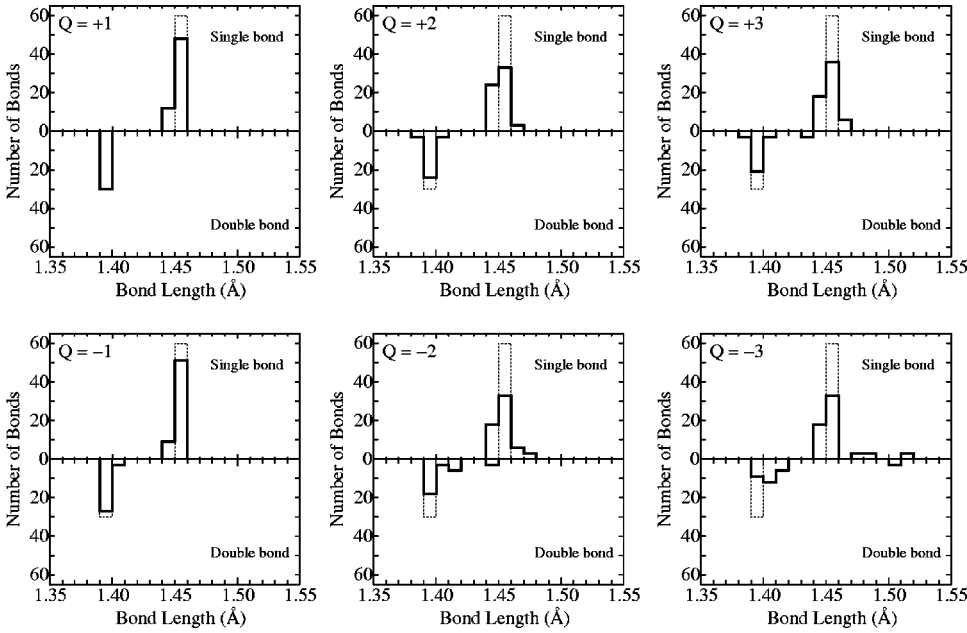 Q = +1
Single bond
Double bond
Number of Bonds
60
40
20
0
20
40
60
1.35 1.40 1.45 1.50 1.55
Bond Length (Å)
Q = +2
Single bond
Double bond
Number of Bonds
60
40
20
0
20
40
60
1.35 1.40 1.45 1.50 1.55
Bond Length (Å)
Q = +3
Single bond
Double bond
Number of Bonds
60
40
20
0
20
40
60
1.35 1.40 1.45 1.50 1.55
Bond Length (Å)
Q = −1
Single bond
Double bond
Number of Bonds
60
40
20
0
20
40
60
1.35 1.40 1.45 1.50 1.55
Bond Length (Å)
Q = −2
Single bond
Double bond
Number of Bonds
60
40
20
0
20
40
60
1.35 1.40 1.45 1.50 1.55
Bond Length (Å)
Q = −3
Single bond
Double bond
Number of Bonds
60
40
20
0
20
40
60
1.35 1.40 1.45 1.50 1.55
Bond Length (Å)